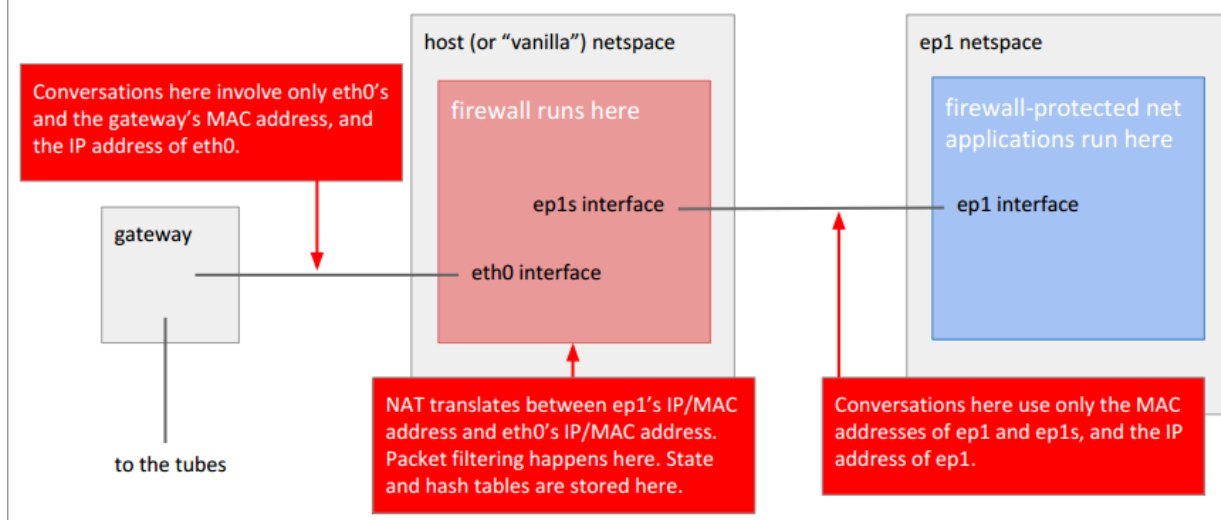 host (or “vanilla”) netspace
ep1 netspace
Conversations here involve only eth0’s
and the gateway’s MAC address, and
the IP address of eth0.
firewall runs here
firewall-protected net
applications run here
ep1s interface
ep1 interface
gateway
eth0 interface
NAT translates between ep1’s IP/MAC
address and eth0’s IP/MAC address.
Packet filtering happens here. State
and hash tables are stored here.
Conversations here use only the MAC
addresses of ep1 and ep1s, and the IP
address of ep1.
to the tubes